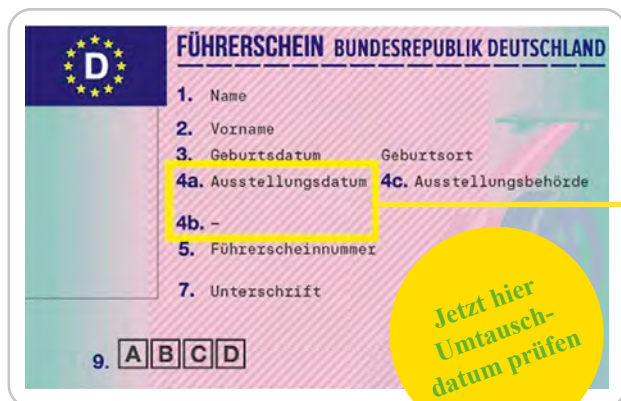 D
FÜHRERSCHEIN BUNDESREPUBLIK DEUTSCHLAND
1. Name
2. Vorname
3. Geburtsdatum Geburtsort
4a. Ausstellungsdatum 4c. Ausstellungsbehörde
4b. –
5. Führerscheinnummer
7. Unterschrift
9. A B C D
Jetzt hier
Umtausch-
datum prüfen